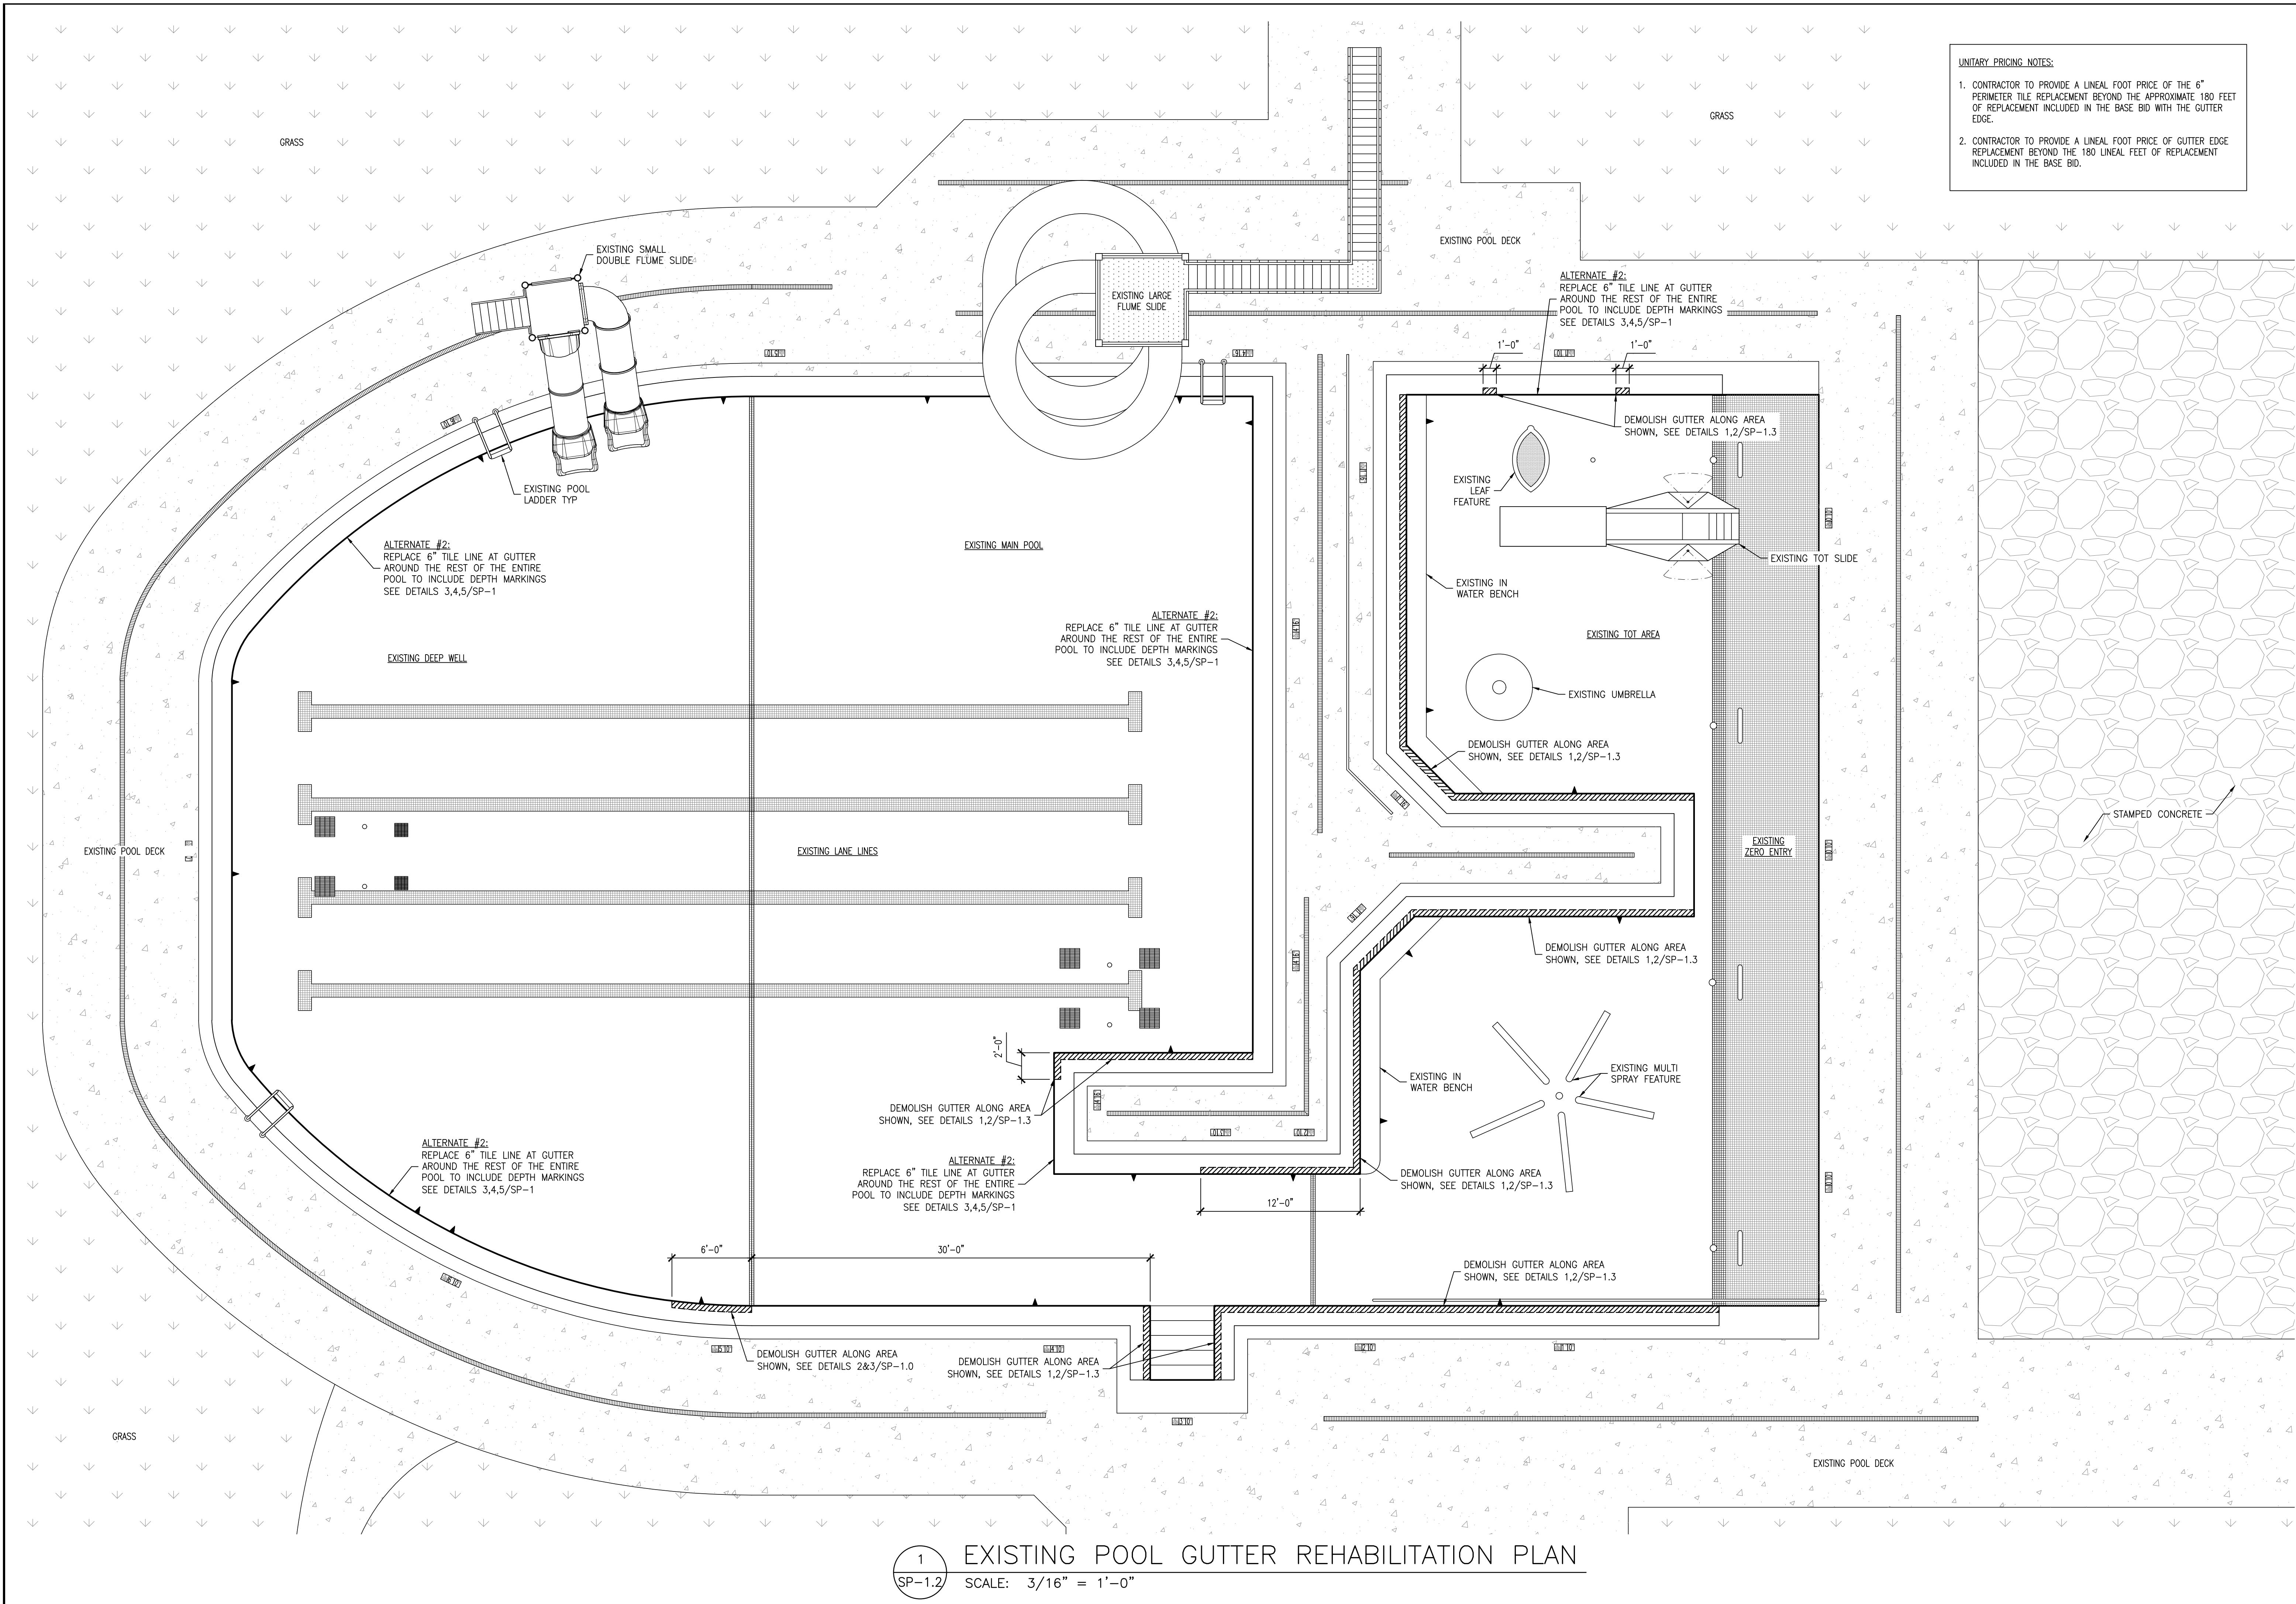 UNITARY PRICING NOTES:
1. CONTRACTOR TO PROVIDE A LINEAL FOOT PRICE OF THE 6"
PERIMETER TILE REPLACEMENT BEYOND THE APPROXIMATE 180 FEET
OF REPLACEMENT INCLUDED IN THE BASE BID WITH THE GUTTER
EDGE.
2. CONTRACTOR TO PROVIDE A LINEAL FOOT PRICE OF GUTTER EDGE
REPLACEMENT BEYOND THE 180 LINEAL FEET OF REPLACEMENT
INCLUDED IN THE BASE BID.
GRASS
GRASS
EXISTING SMALL
DOUBLE FLUME SLIDE
EXISTING POOL DECK
EXISTING LARGE
FLUME SLIDE
ALTERNATE #2:
REPLACE 6" TILE LINE AT GUTTER
AROUND THE REST OF THE ENTIRE
POOL TO INCLUDE DEPTH MARKINGS
SEE DETAILS 3,4,5/SP-1
1'-0"
1'-0"
DEMOLISH GUTTER ALONG AREA
SHOWN, SEE DETAILS 1,2/SP-1.3
EXISTING POOL
LADDER TYP
EXISTING
LEAF
FEATURE
ALTERNATE #2:
REPLACE 6" TILE LINE AT GUTTER
AROUND THE REST OF THE ENTIRE
POOL TO INCLUDE DEPTH MARKINGS
SEE DETAILS 3,4,5/SP-1
EXISTING MAIN POOL
EXISTING TOT SLIDE
EXISTING IN
WATER BENCH
ALTERNATE #2:
REPLACE 6" TILE LINE AT GUTTER
AROUND THE REST OF THE ENTIRE
POOL TO INCLUDE DEPTH MARKINGS
SEE DETAILS 3,4,5/SP-1
EXISTING TOT AREA
EXISTING DEEP WELL
EXISTING UMBRELLA
DEMOLISH GUTTER ALONG AREA
SHOWN, SEE DETAILS 1,2/SP-1.3
STAMPED CONCRETE
EXISTING POOL DECK
EXISTING LANE LINES
EXISTING
ZERO ENTRY
DEMOLISH GUTTER ALONG AREA
SHOWN, SEE DETAILS 1,2/SP-1.3
2'-0"
EXISTING IN
WATER BENCH
EXISTING MULTI
SPRAY FEATURE
DEMOLISH GUTTER ALONG AREA
SHOWN, SEE DETAILS 1,2/SP-1.3
ALTERNATE #2:
REPLACE 6" TILE LINE AT GUTTER
AROUND THE REST OF THE ENTIRE
POOL TO INCLUDE DEPTH MARKINGS
SEE DETAILS 3,4,5/SP-1
ALTERNATE #2:
REPLACE 6" TILE LINE AT GUTTER
AROUND THE REST OF THE ENTIRE
POOL TO INCLUDE DEPTH MARKINGS
SEE DETAILS 3,4,5/SP-1
DEMOLISH GUTTER ALONG AREA
SHOWN, SEE DETAILS 1,2/SP-1.3
12'-0"
6'-0"
30'-0"
DEMOLISH GUTTER ALONG AREA
SHOWN, SEE DETAILS 1,2/SP-1.3
DEMOLISH GUTTER ALONG AREA
SHOWN, SEE DETAILS 2&3/SP-1.0
DEMOLISH GUTTER ALONG AREA
SHOWN, SEE DETAILS 1,2/SP-1.3
GRASS
EXISTING POOL DECK
1
SP-1.2
EXISTING POOL GUTTER REHABILITATION PLAN
SCALE: 3/16" = 1'-0"